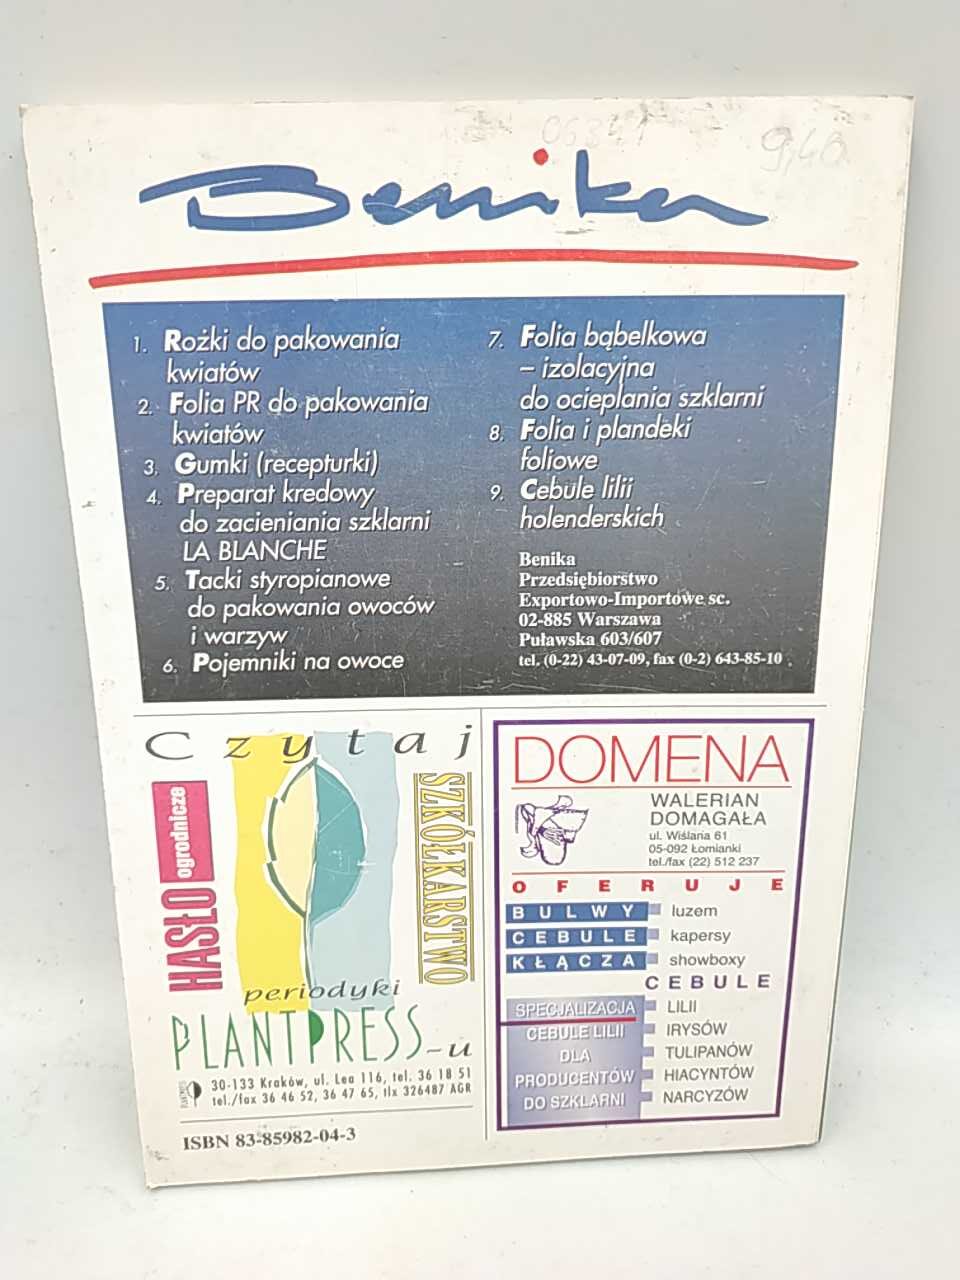 06341
9,40
Benika
1. Rożki do pakowania
kwiatów
2. Folia PR do pakowania
kwiatów
3. Gumki (recepturki)
4. Preparat kredowy
do zacieniania szklarni
LA BLANCHE
5. Tacki styropianowe
do pakowania owoców
i warzyw
6. Pojemniki na owoce
7. Folia bąbelkowa
– izolacyjna
do ocieplania szklarni
8. Folia i plandeki
foliowe
9. Cebule lilii
holenderskich
Benika
Przedsiębiorstwo
Exportowo-Importowe sc.
02-885 Warszawa
Puławska 603/607
tel. (0-22) 43-07-09, fax (0-2) 643-85-10
Czytaj
HASŁO ogrodnicze
SZKÓŁKARSTWO
periodyki
PLANTPRESS-u
30-133 Kraków, ul. Lea 116, tel. 36 18 51
tel./fax 36 46 52, 36 47 65, tlx 326487 AGR
ISBN 83-85982-04-3
DOMENA
WALERIAN
DOMAGAŁA
ul. Wiślana 61
05-092 Łomianki
tel./fax (22) 512 237
OFERUJE
BULWY luzem
CEBULE kapersy
KŁĄCZA showboxy
CEBULE
SPECJALIZACJA LILII
CEBULE LILII IRYSÓW
DLA TULIPANÓW
PRODUCENTÓW HIACYNTÓW
DO SZKLARNI NARCYZÓW